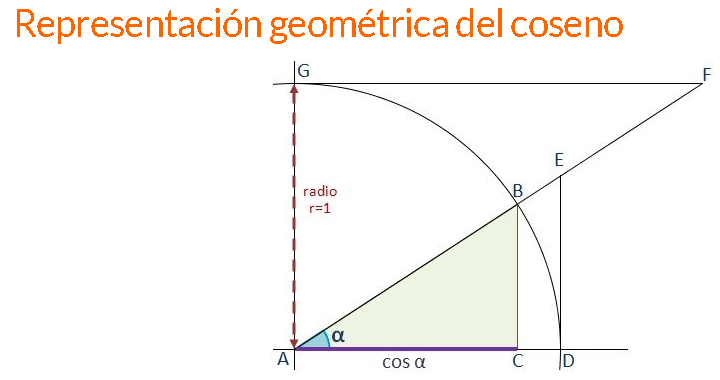 Representación geométrica del coseno
G
F
E
B
radio
r=1
α
A
cos α
C
D